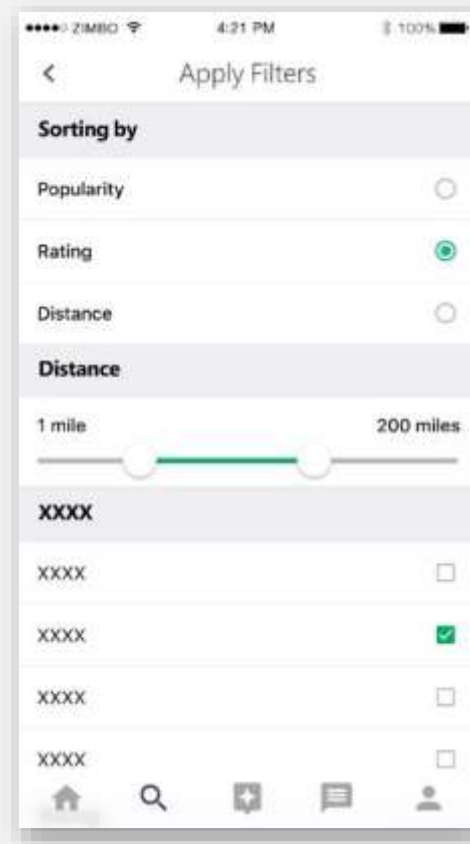 ZIMBO 4:21 PM 100%
Apply Filters
Sorting by
Popularity
Rating
Distance
Distance
1 mile 200 miles
XXXX
XXXX
XXXX
XXXX
XXXX